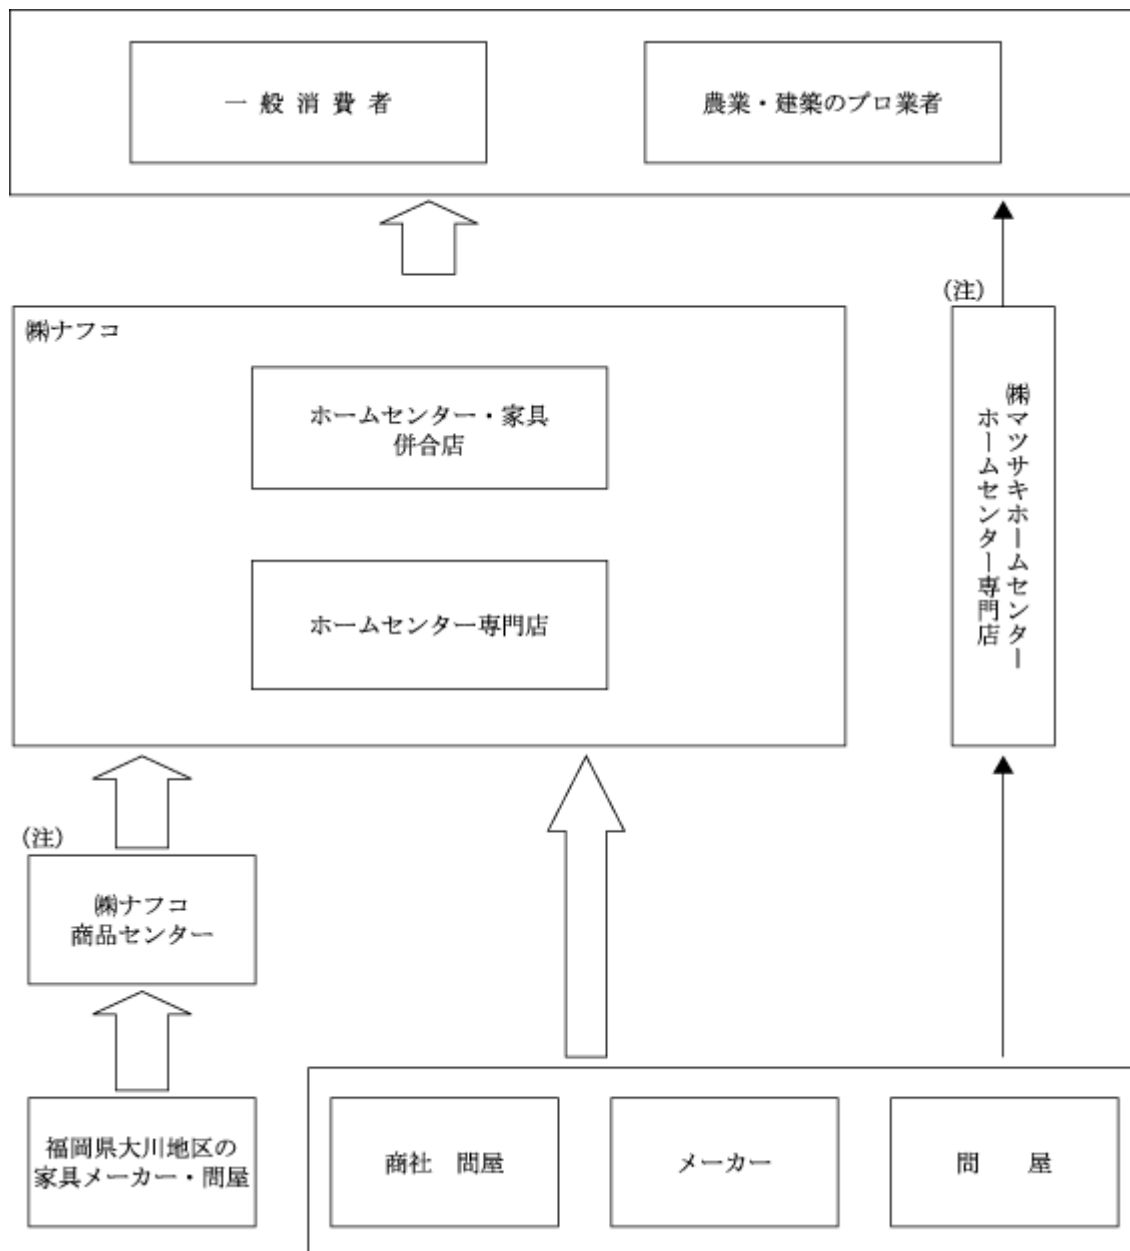 一般消費者
農業・建築のプロ業者
(注)
㈱ナフコ
ホームセンター・家具
併合店
ホームセンター専門店
㈱マツサキホームセンター
ホームセンター専門店
(注)
㈱ナフコ
商品センター
福岡県大川地区の
家具メーカー・問屋
商社　問屋
メーカー
問　　屋